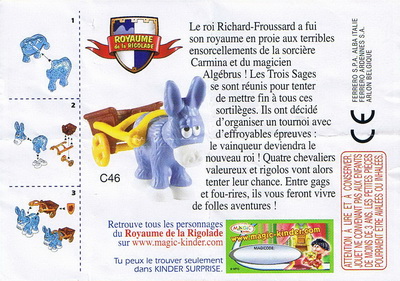 1
2
3
ROYAUME
de la RIGOLADE
C46
Le roi Richard-Froussard a fui
son royaume en proie aux terribles
ensorcellements de la sorcière
Carmina et du magicien
Algébrus ! Les Trois Sages
se sont réunis pour tenter
de mettre fin à tous ces
sortilèges. Ils ont décidé
d'organiser un tournoi avec
d'effroyables épreuves :
le vainqueur deviendra le
nouveau roi ! Quatre chevaliers
valeureux et rigolos vont alors
tenter leur chance. Entre gags
et fou-rires, ils vous feront vivre
de folles aventures !
Retrouve tous les personnages
du Royaume de la Rigolade
sur www.magic-kinder.com
Tu peux le trouver seulement
dans KINDER SURPRISE.
MAGIC
www.magic-kinder.com
MAGICODE
FERRERO S.P.A. ALBA ITALIE
FERRERO ARDENNES S.A.
ARLON BELGIQUE
CE
ATTENTION À LIRE ET À CONSERVER:
JOUET NE CONVENANT PAS AUX ENFANTS
DE MOINS DE 3 ANS. LES PETITES PIÈCES
POURRAIENT ÊTRE AVALÉES OU INHALÉES.